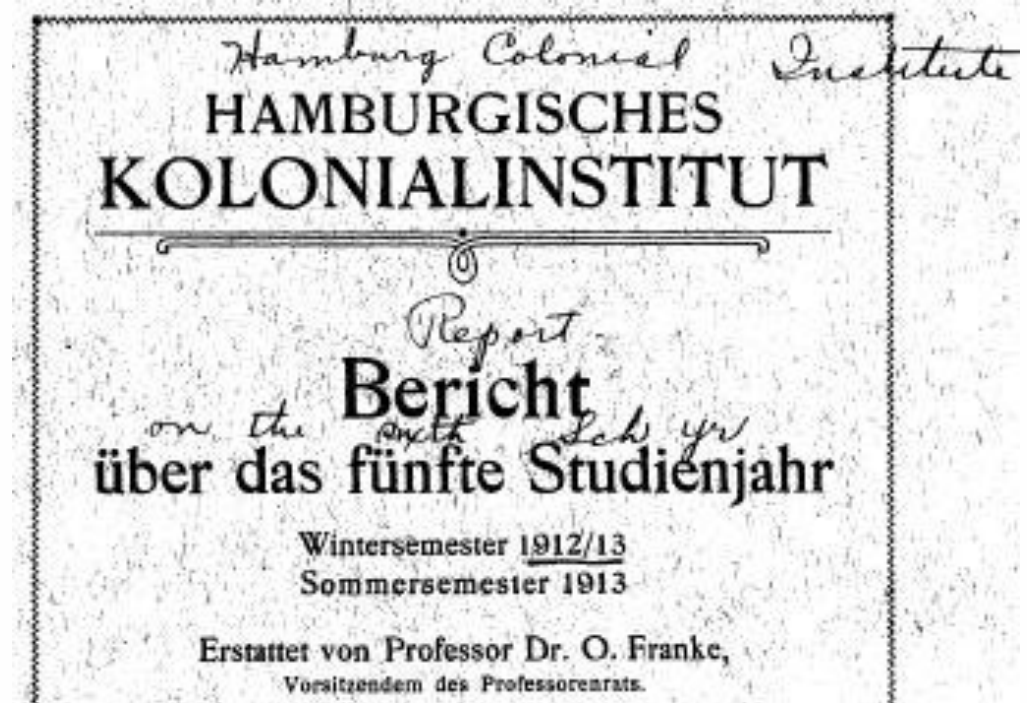 Hamburg Colonial Institute
HAMBURGISCHES
KOLONIALINSTITUT
Report
Bericht
on the sixth Sch yr
über das fünfte Studienjahr
Wintersemester 1912/13
Sommersemester 1913
Erstattet von Professor Dr. O. Franke,
Vorsitzendem des Professorenrats.